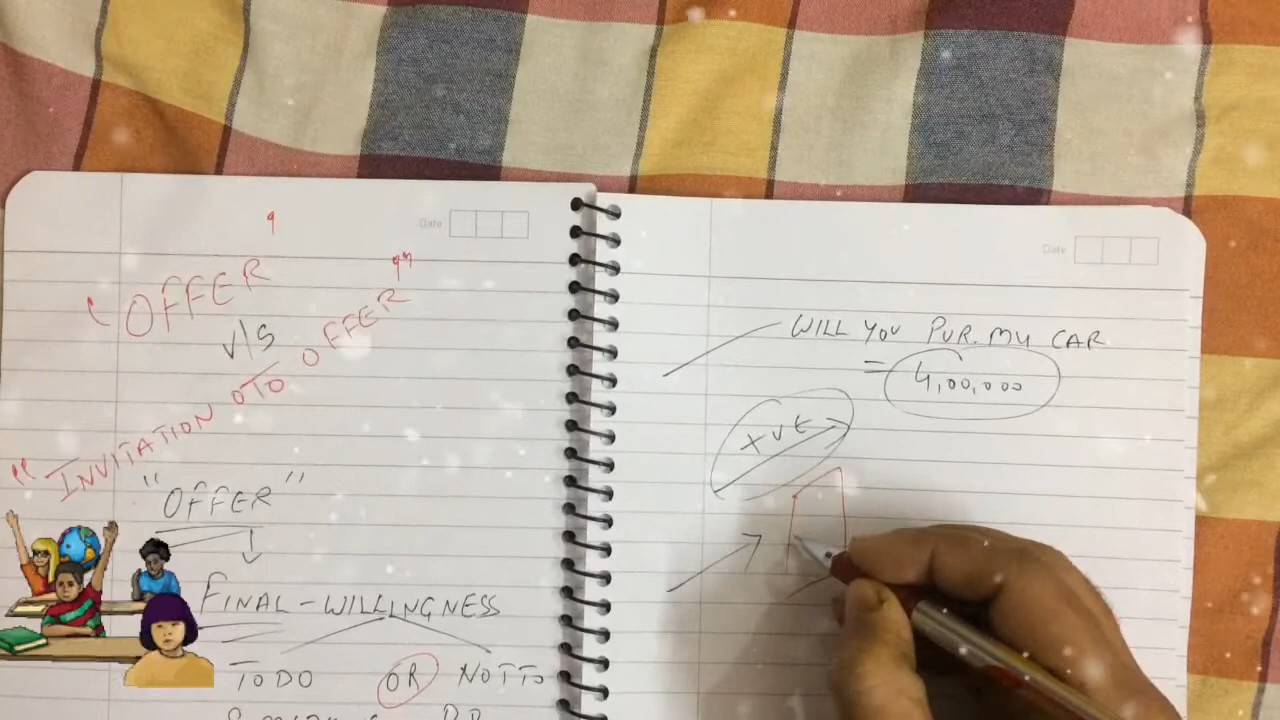 Date
"OFFER"
v/s
"INVITATION OTO OFFER"
"OFFER"
FINAL-WILLINGNESS
TO DO OR NOT TO
Date
WILL YOU PUR. MY CAR
= 4,00,000
+VE